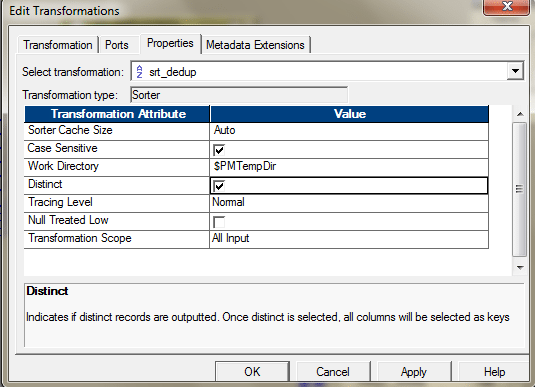 Edit Transformations
Transformation Ports Properties Metadata Extensions
Select transformation: srt_dedup
Transformation type: Sorter
Transformation Attribute Value
Sorter Cache Size Auto
Case Sensitive
Work Directory $PMTempDir
Distinct
Tracing Level Normal
Null Treated Low
Transformation Scope All Input
Distinct
Indicates if distinct records are outputted. Once distinct is selected, all columns will be selected as keys
OK Cancel Apply Help